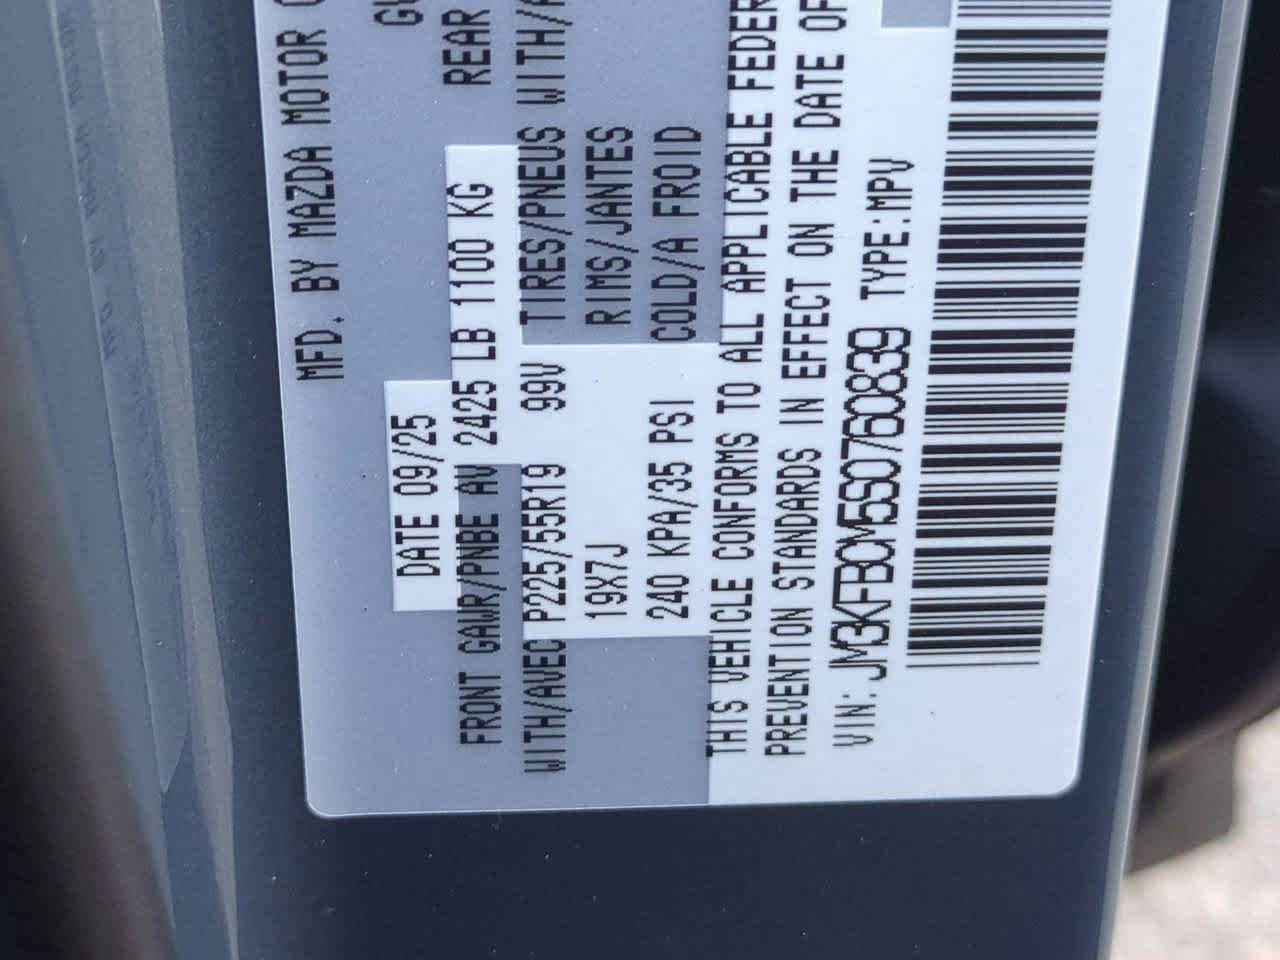 MFD. BY MAZDA MOTOR
DATE 09/25 GV
FRONT GAWR/PNBE AV 2425 LB 1100 KG REAR
WITH/AVEC P225/55R19 99V TIRES/PNEUS WITH/A
19X7J RIMS/JANTES
240 KPA/35 PSI COLD/A FROID
THIS VEHICLE CONFORMS TO ALL APPLICABLE FEDER
PREVENTION STANDARDS IN EFFECT ON THE DATE OF
VIN: JM3KFBCM5S0760839 TYPE:MPV